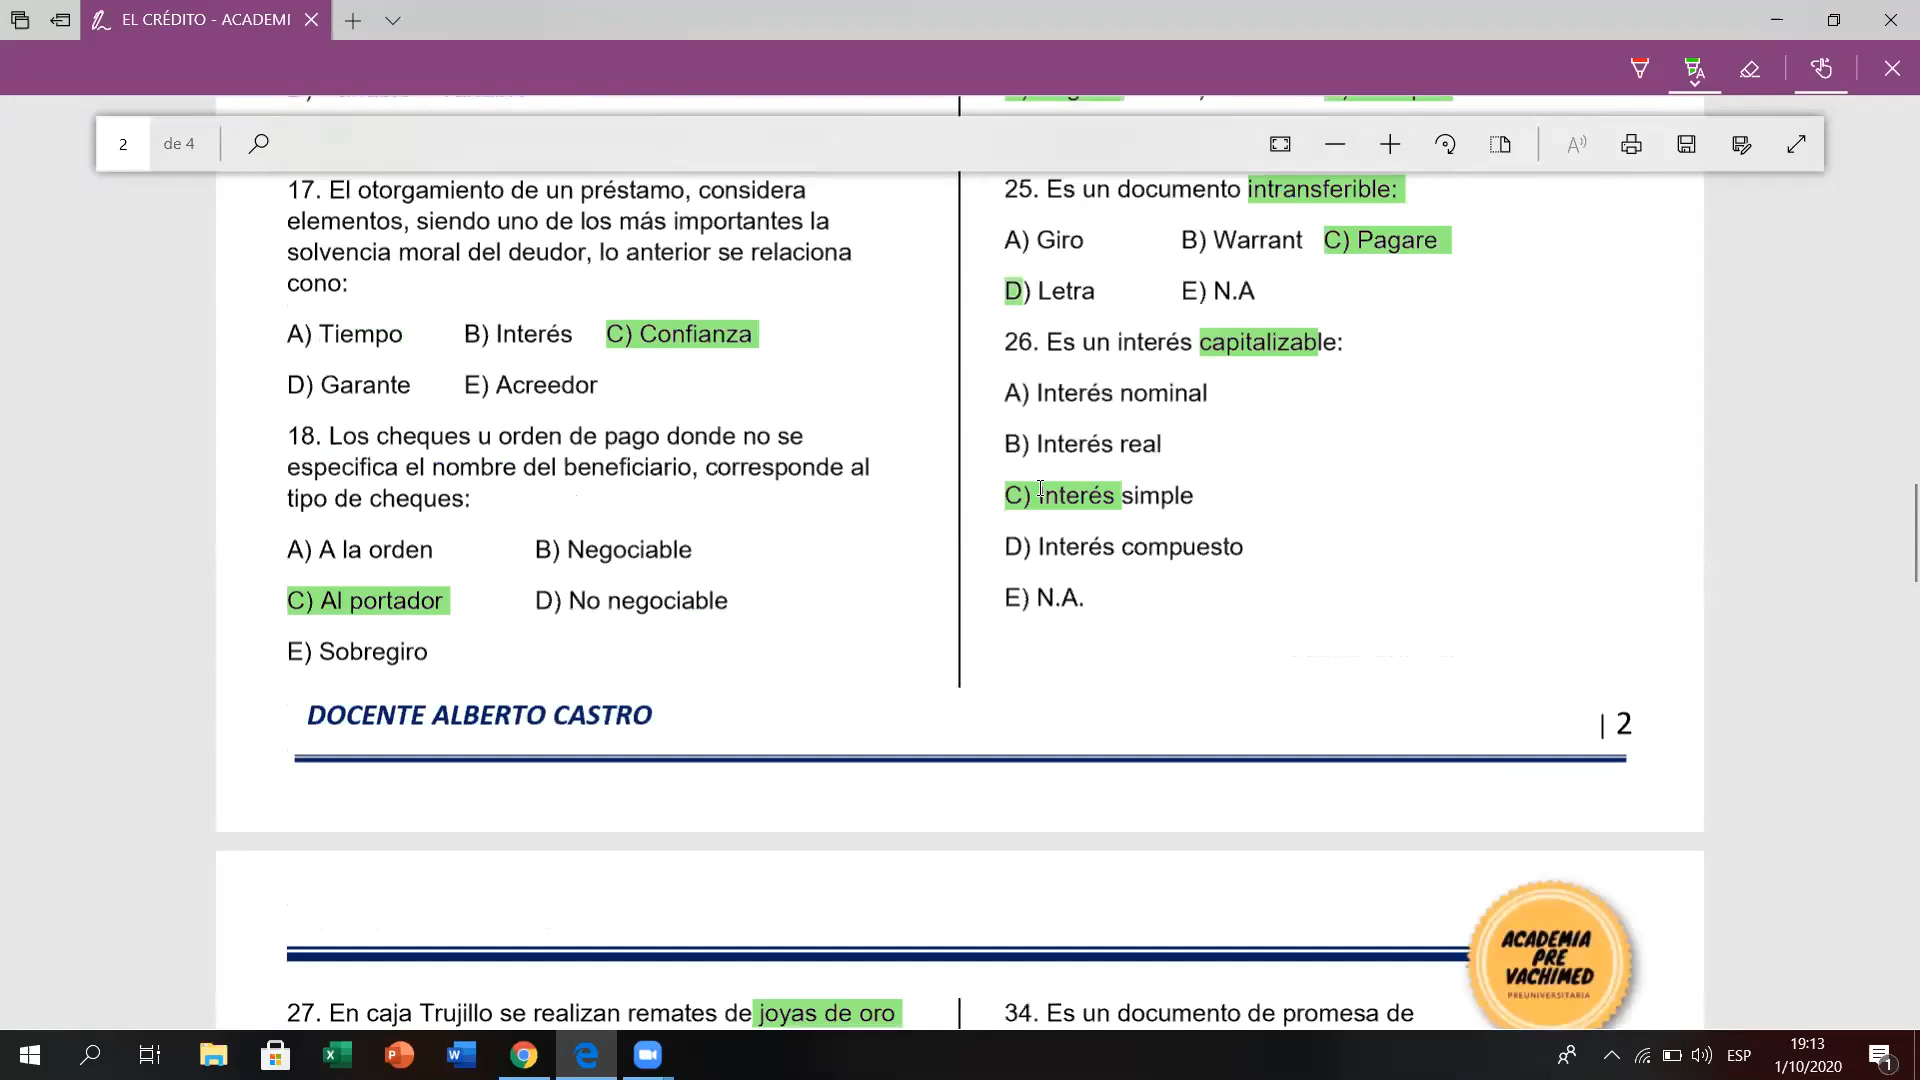 EL CRÉDITO - ACADEMI
2 de 4
17. El otorgamiento de un préstamo, considera
elementos, siendo uno de los más importantes la
solvencia moral del deudor, lo anterior se relaciona
cono:
A) Tiempo B) Interés C) Confianza
D) Garante E) Acreedor
18. Los cheques u orden de pago donde no se
especifica el nombre del beneficiario, corresponde al
tipo de cheques:
A) A la orden B) Negociable
C) Al portador D) No negociable
E) Sobregiro
25. Es un documento intransferible:
A) Giro B) Warrant C) Pagare
D) Letra E) N.A
26. Es un interés capitalizable:
A) Interés nominal
B) Interés real
C) Interés simple
D) Interés compuesto
E) N.A.
DOCENTE ALBERTO CASTRO
| 2
ACADEMIA
PRE
VACHIMED
PREUNIVERSITARIA
27. En caja Trujillo se realizan remates de joyas de oro
34. Es un documento de promesa de
ESP
19:13
1/10/2020
1